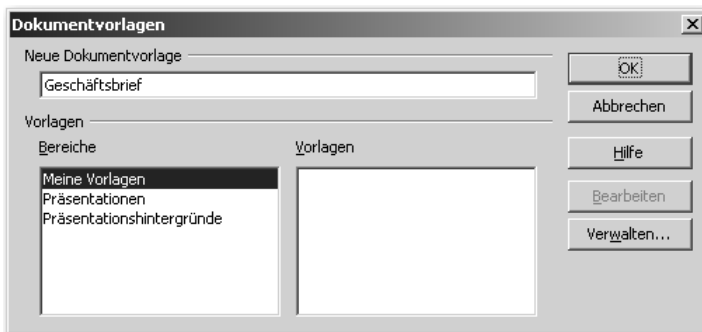 Dokumentvorlagen
Neue Dokumentvorlage
Geschäftsbrief
Vorlagen
Bereiche
Meine Vorlagen
Präsentationen
Präsentationshintergründe
Vorlagen
OK
Abbrechen
Hilfe
Bearbeiten
Verwalten...